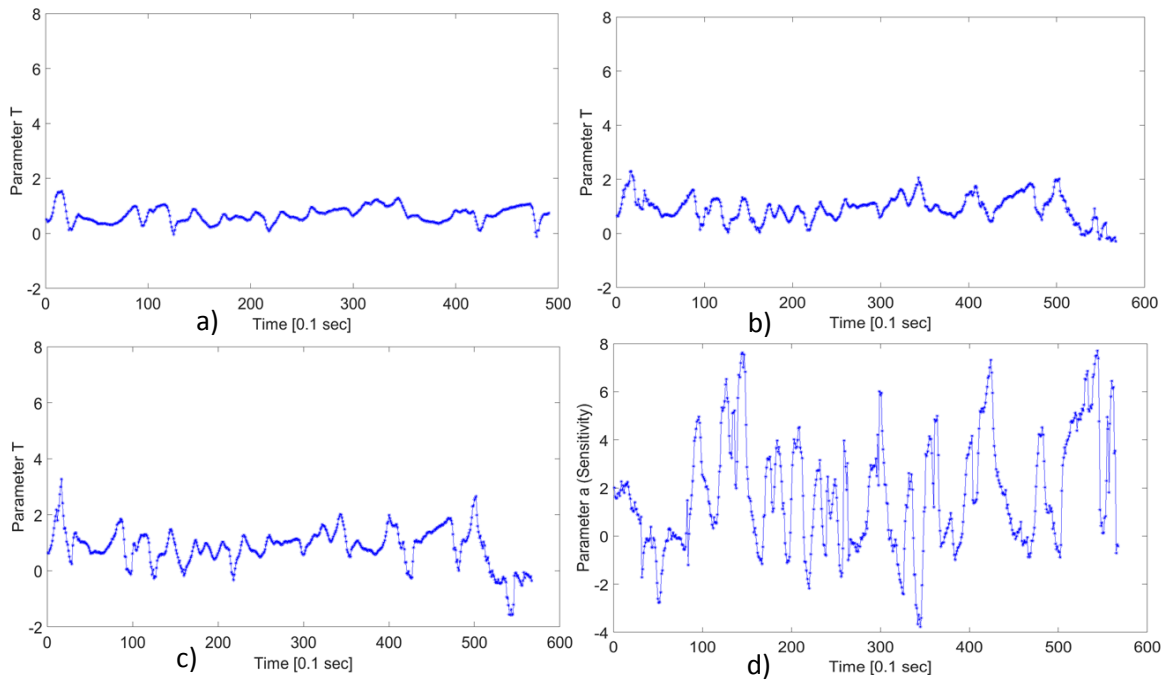 8
6
4
2
0
-2
Parameter T
0 100 200 300 400 500
a) Time [0.1 sec]
8
6
4
2
0
-2
Parameter T
0 100 200 300 400 500 600
b) Time [0.1 sec]
8
6
4
2
0
-2
Parameter T
0 100 200 300 400 500 600
c) Time [0.1 sec]
8
6
4
2
0
-2
-4
Parameter a (Sensitivity)
0 100 200 300 400 500 600
d) Time [0.1 sec]